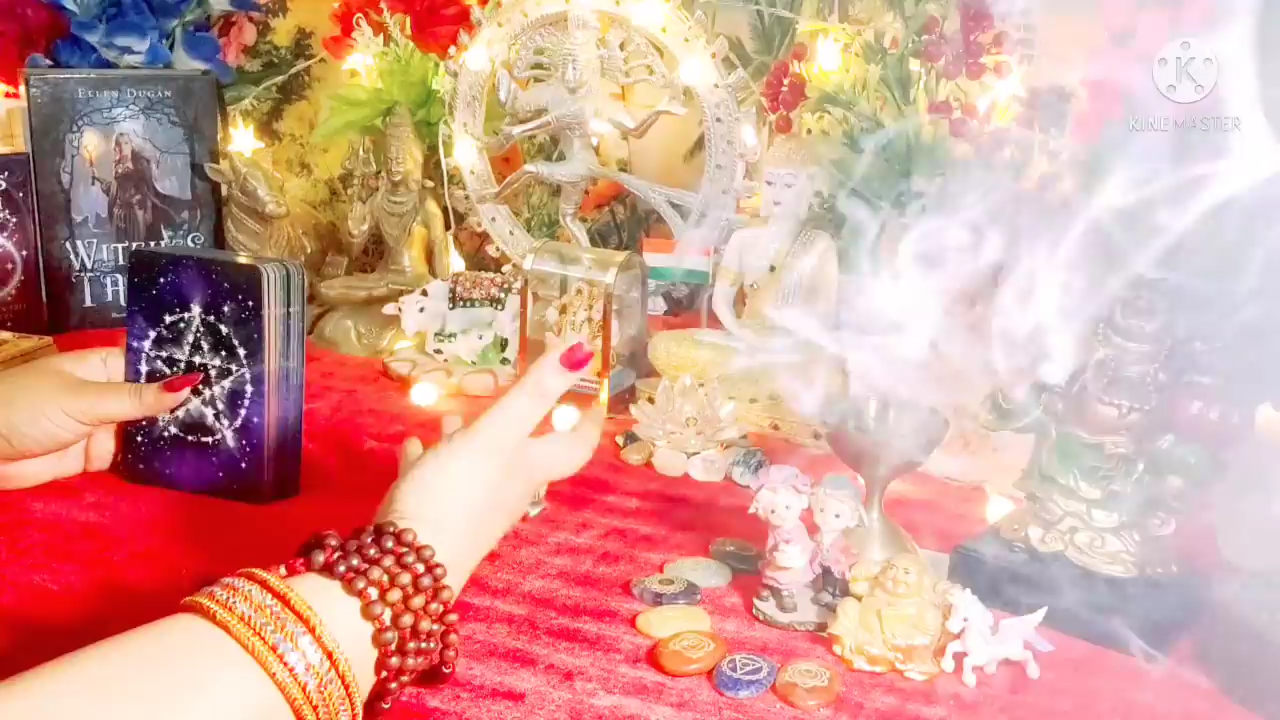 ELLEN DUGAN
WITCHES
TA
K
KINEMASTER